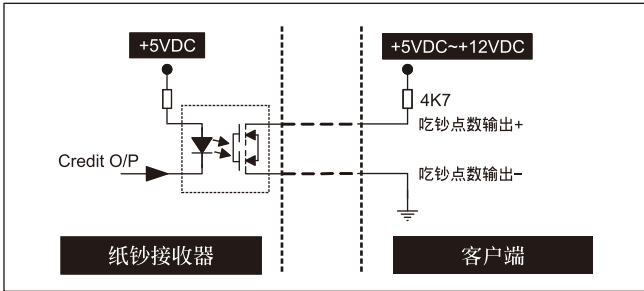 +5VDC
+5VDC~+12VDC
4K7
吃钞点数输出+
Credit O/P
吃钞点数输出-
纸钞接收器
客户端